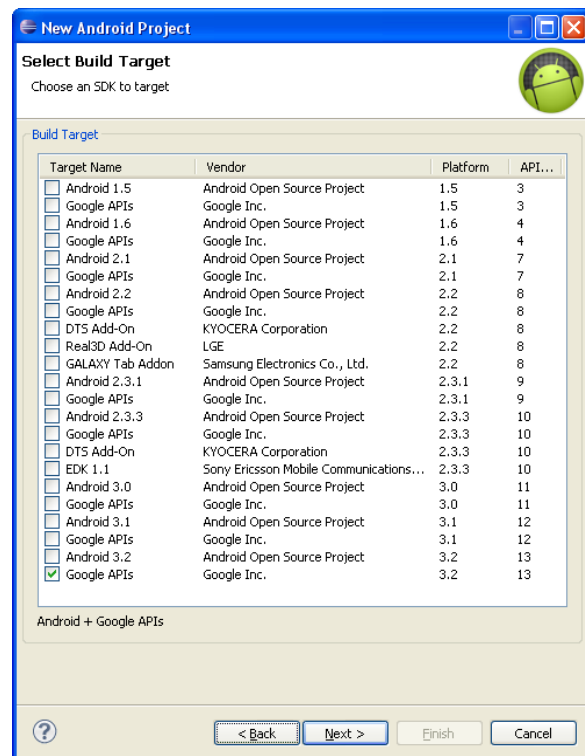 New Android Project
Select Build Target
Choose an SDK to target
Build Target
Target Name Vendor Platform API...
Android 1.5 Android Open Source Project 1.5 3
Google APIs Google Inc. 1.5 3
Android 1.6 Android Open Source Project 1.6 4
Google APIs Google Inc. 1.6 4
Android 2.1 Android Open Source Project 2.1 7
Google APIs Google Inc. 2.1 7
Android 2.2 Android Open Source Project 2.2 8
Google APIs Google Inc. 2.2 8
DTS Add-On KYOCERA Corporation 2.2 8
Real3D Add-On LGE 2.2 8
GALAXY Tab Addon Samsung Electronics Co., Ltd. 2.2 8
Android 2.3.1 Android Open Source Project 2.3.1 9
Google APIs Google Inc. 2.3.1 9
Android 2.3.3 Android Open Source Project 2.3.3 10
Google APIs Google Inc. 2.3.3 10
DTS Add-On KYOCERA Corporation 2.3.3 10
EDK 1.1 Sony Ericsson Mobile Communications... 2.3.3 10
Android 3.0 Android Open Source Project 3.0 11
Google APIs Google Inc. 3.0 11
Android 3.1 Android Open Source Project 3.1 12
Google APIs Google Inc. 3.1 12
Android 3.2 Android Open Source Project 3.2 13
Google APIs Google Inc. 3.2 13
Android + Google APIs
? < Back Next > Finish Cancel